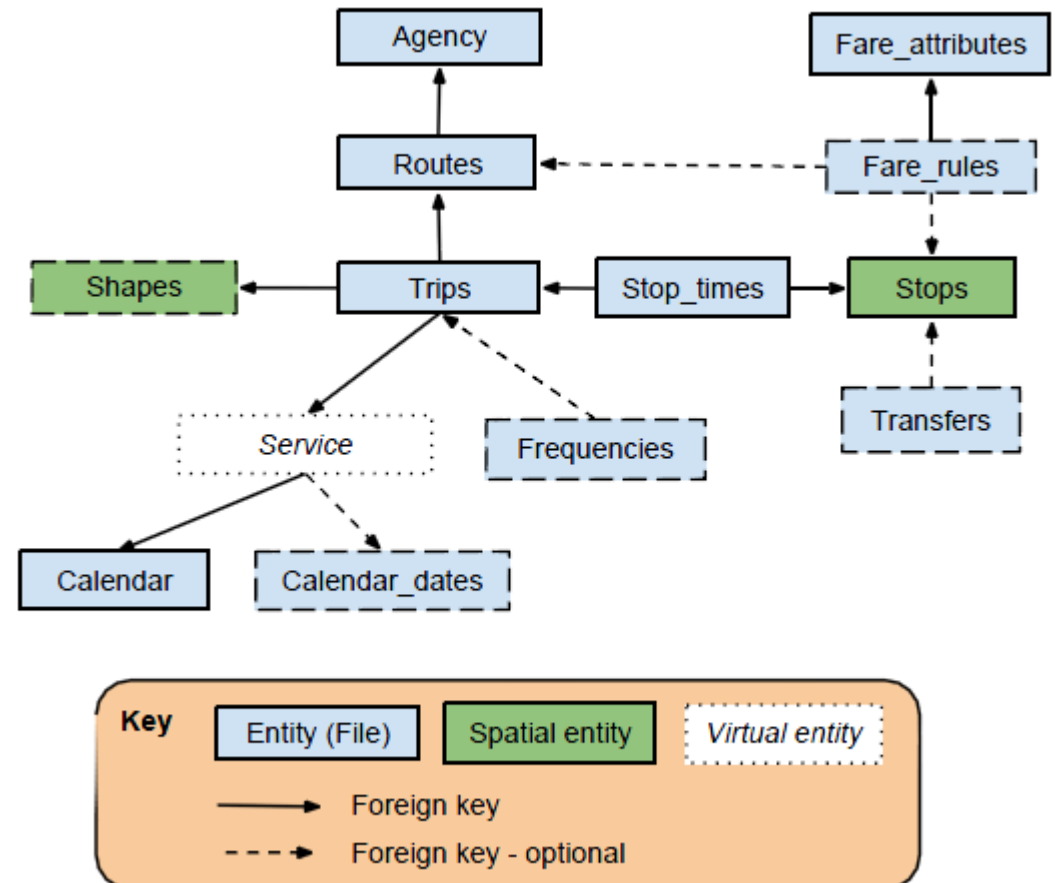 Agency
Fare_attributes
Routes
Fare_rules
Shapes
Trips
Stop_times
Stops
Service
Frequencies
Transfers
Calendar
Calendar_dates
Key
Entity (File)
Spatial entity
Virtual entity
Foreign key
Foreign key - optional